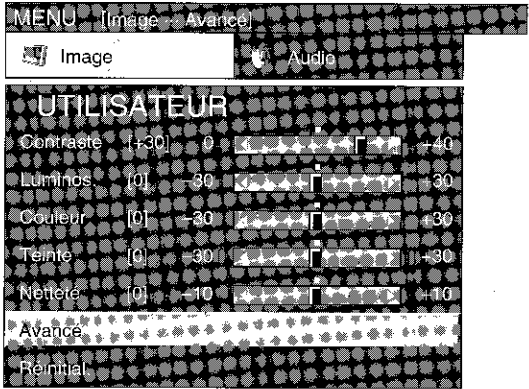 MENU [Image ··· Avancé]
Image Audio
UTILISATEUR
Contraste [+30] 0 +40
Luminos. [0] –30 +30
Couleur [0] –30 +30
Teinte [0] –30 +30
Netteté [0] –10 +10
Avancé
Réinitial.